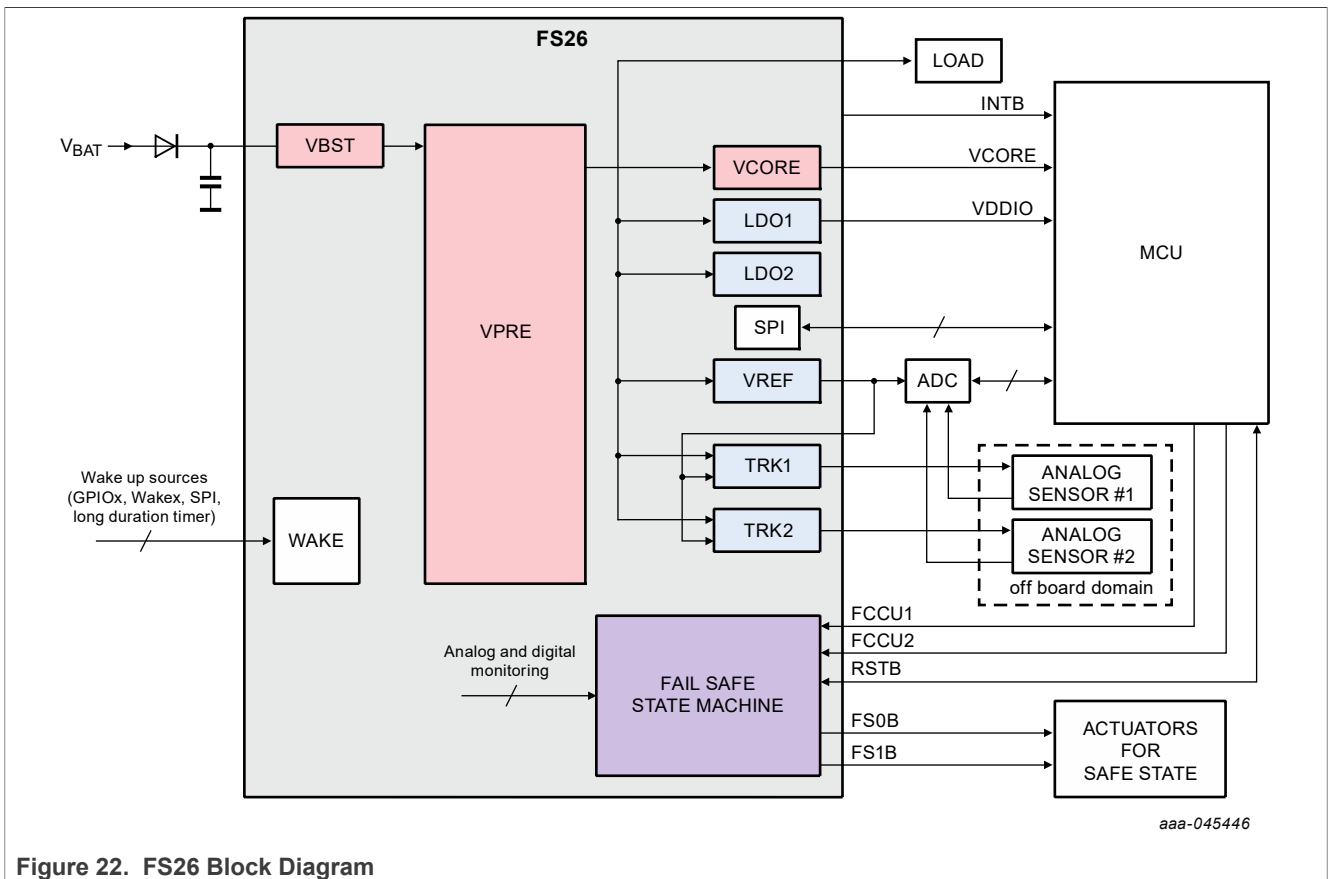 FS26
LOAD
INTB
VBAT
VBST
VCORE
VCORE
LDO1
VDDIO
LDO2
MCU
VPRE
SPI
VREF
ADC
TRK1
ANALOG
SENSOR #1
TRK2
ANALOG
SENSOR #2
off board domain
Wake up sources
(GPIOx, Wakex, SPI,
long duration timer)
WAKE
FCCU1
FCCU2
RSTB
Analog and digital
monitoring
FAIL SAFE
STATE MACHINE
FS0B
FS1B
ACTUATORS
FOR
SAFE STATE
aaa-045446
Figure 22. FS26 Block Diagram